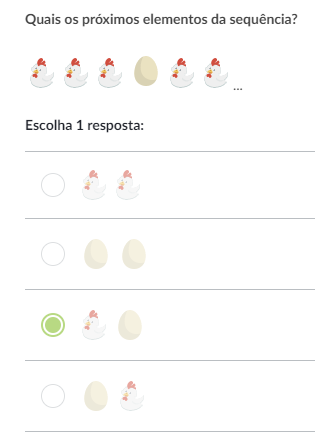 Quais os próximos elementos da sequência?
...
Escolha 1 resposta: